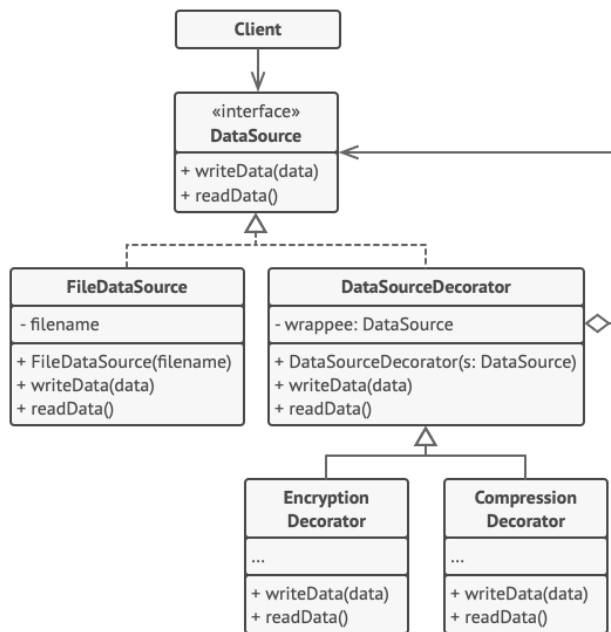 Client
«interface»
DataSource
+ writeData(data)
+ readData()
FileDataSource
- filename
+ FileDataSource(filename)
+ writeData(data)
+ readData()
DataSourceDecorator
- wrappee: DataSource
+ DataSourceDecorator(s: DataSource)
+ writeData(data)
+ readData()
Encryption
Decorator
...
+ writeData(data)
+ readData()
Compression
Decorator
...
+ writeData(data)
+ readData()